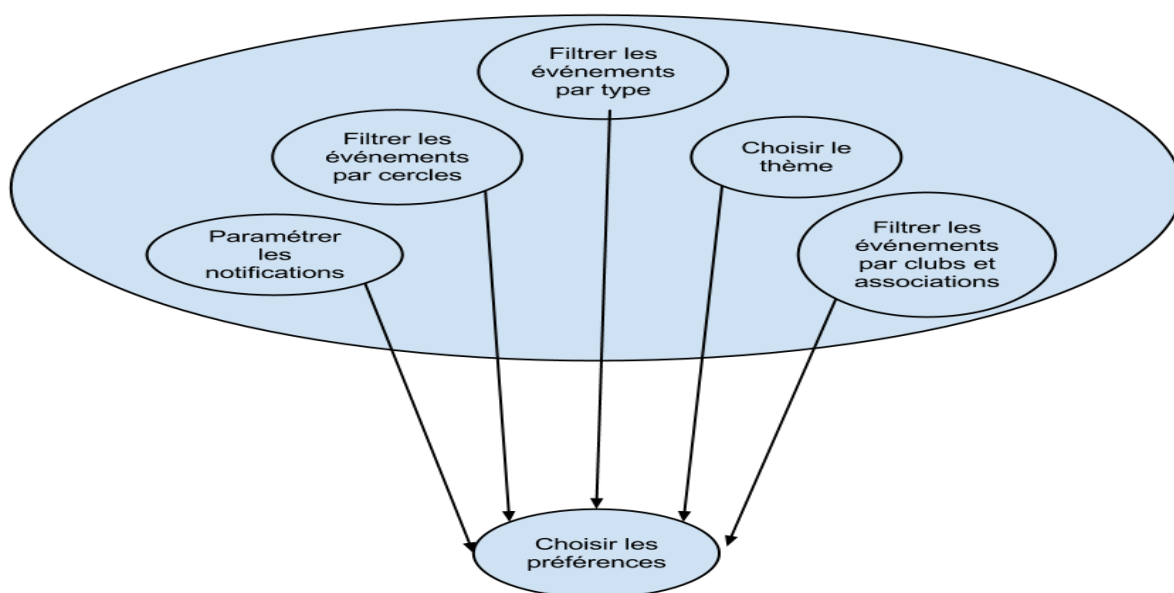 Filtrer les
événements
par type
Filtrer les
événements
par cercles
Choisir le
thème
Paramétrer
les
notifications
Filtrer les
événements
par clubs et
associations
Choisir les
préférences